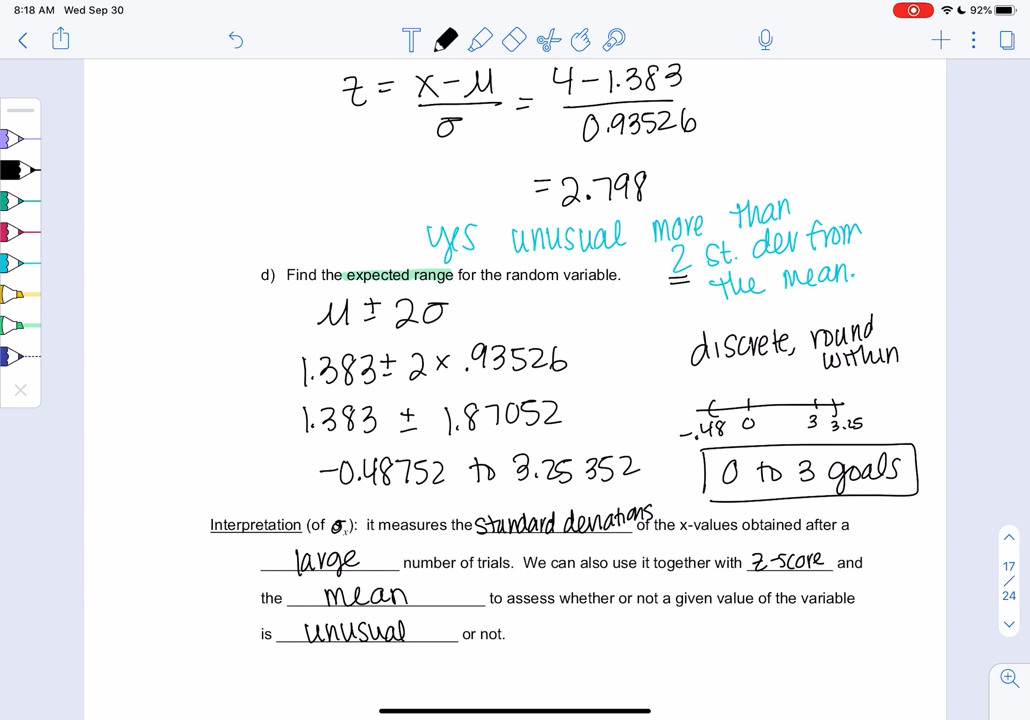 8:18 AM Wed Sep 30
92%
T
z = x - μ / σ = 4 - 1.383 / 0.93526
= 2.798
yes unusual more than
2 st. dev from
the mean.
d) Find the expected range for the random variable.
μ ± 2σ
1.383 ± 2 × .93526
1.383 ± 1.87052
-0.48752 to 3.25352
discrete, round
within
-.48 0 3 3.25
0 to 3 goals
Interpretation (of σx): it measures the standard deviations of the x-values obtained after a
large number of trials. We can also use it together with z-score and
the mean to assess whether or not a given value of the variable
is unusual or not.
17
/
24